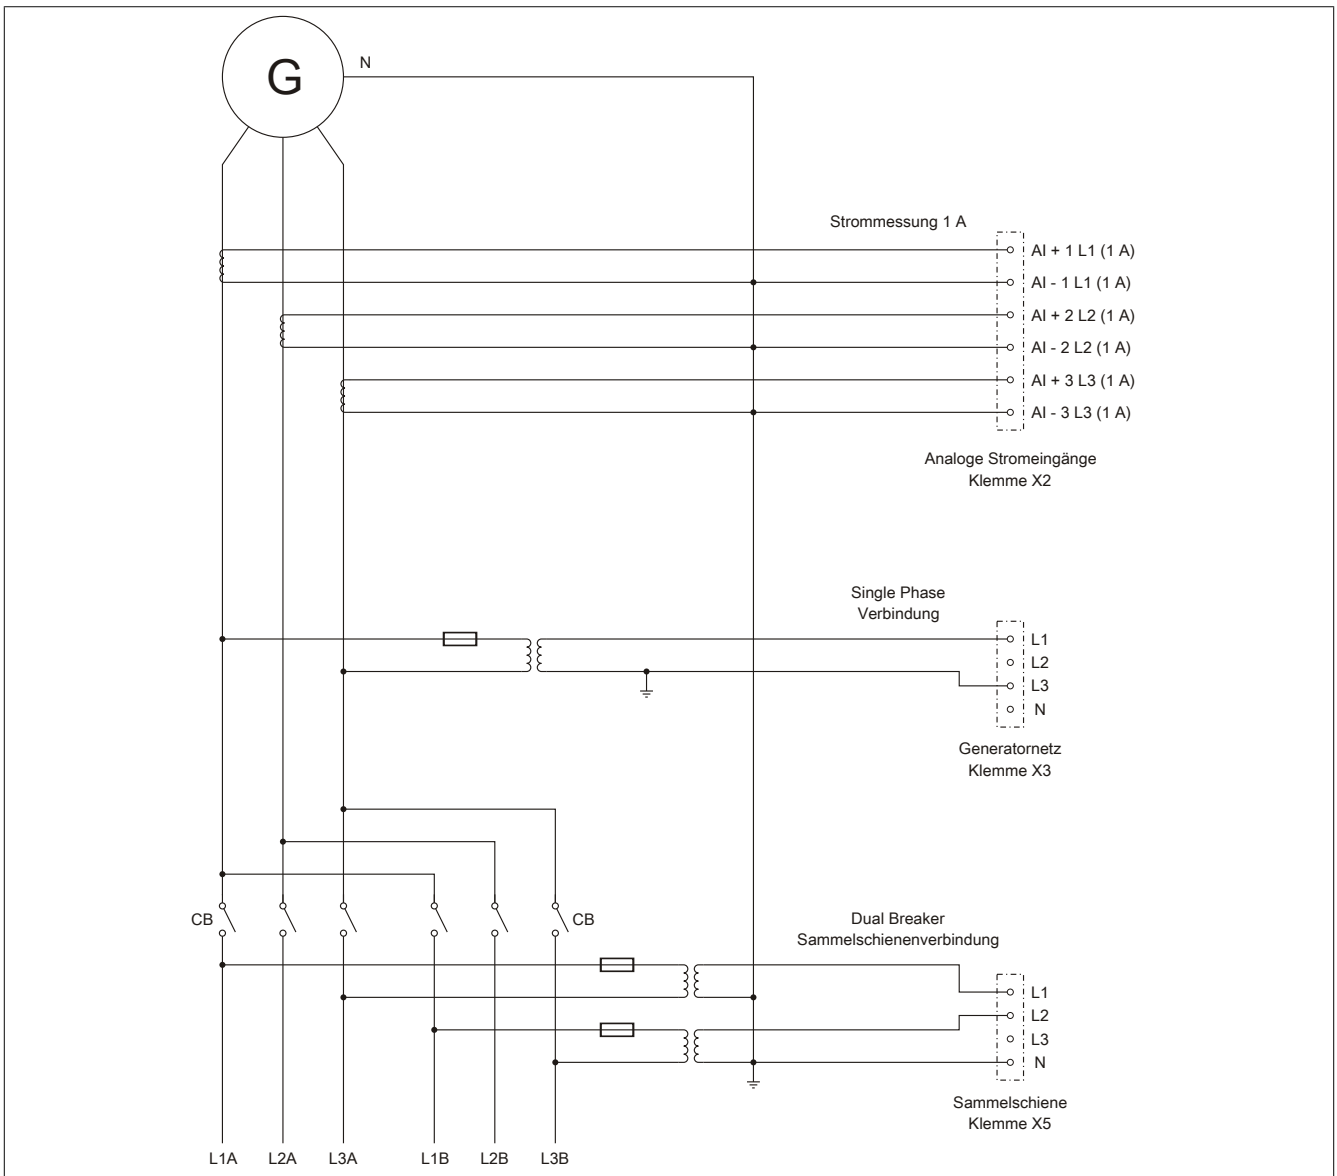 G
N
Strommessung 1 A
AI + 1 L1 (1 A)
AI - 1 L1 (1 A)
AI + 2 L2 (1 A)
AI - 2 L2 (1 A)
AI + 3 L3 (1 A)
AI - 3 L3 (1 A)
Analoge Stromeingänge
Klemme X2
Single Phase
Verbindung
L1
L2
L3
N
Generatornetz
Klemme X3
CB
CB
Dual Breaker
Sammelschienenverbindung
L1
L2
L3
N
Sammelschiene
Klemme X5
L1A
L2A
L3A
L1B
L2B
L3B